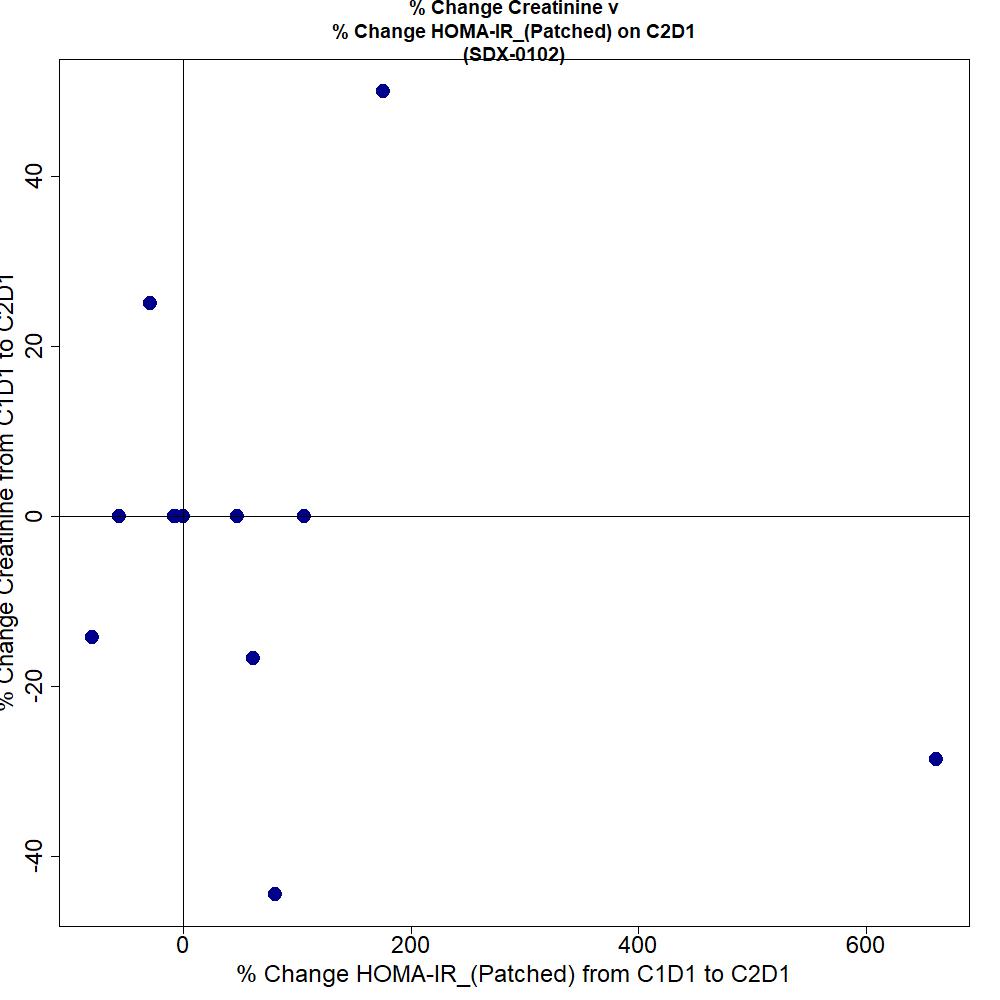 % Change Creatinine v
% Change HOMA-IR_(Patched) on C2D1
(SDX-0102)
% Change Creatinine from C1D1 to C2D1
40
20
0
-20
-40
0
200
400
600
% Change HOMA-IR_(Patched) from C1D1 to C2D1